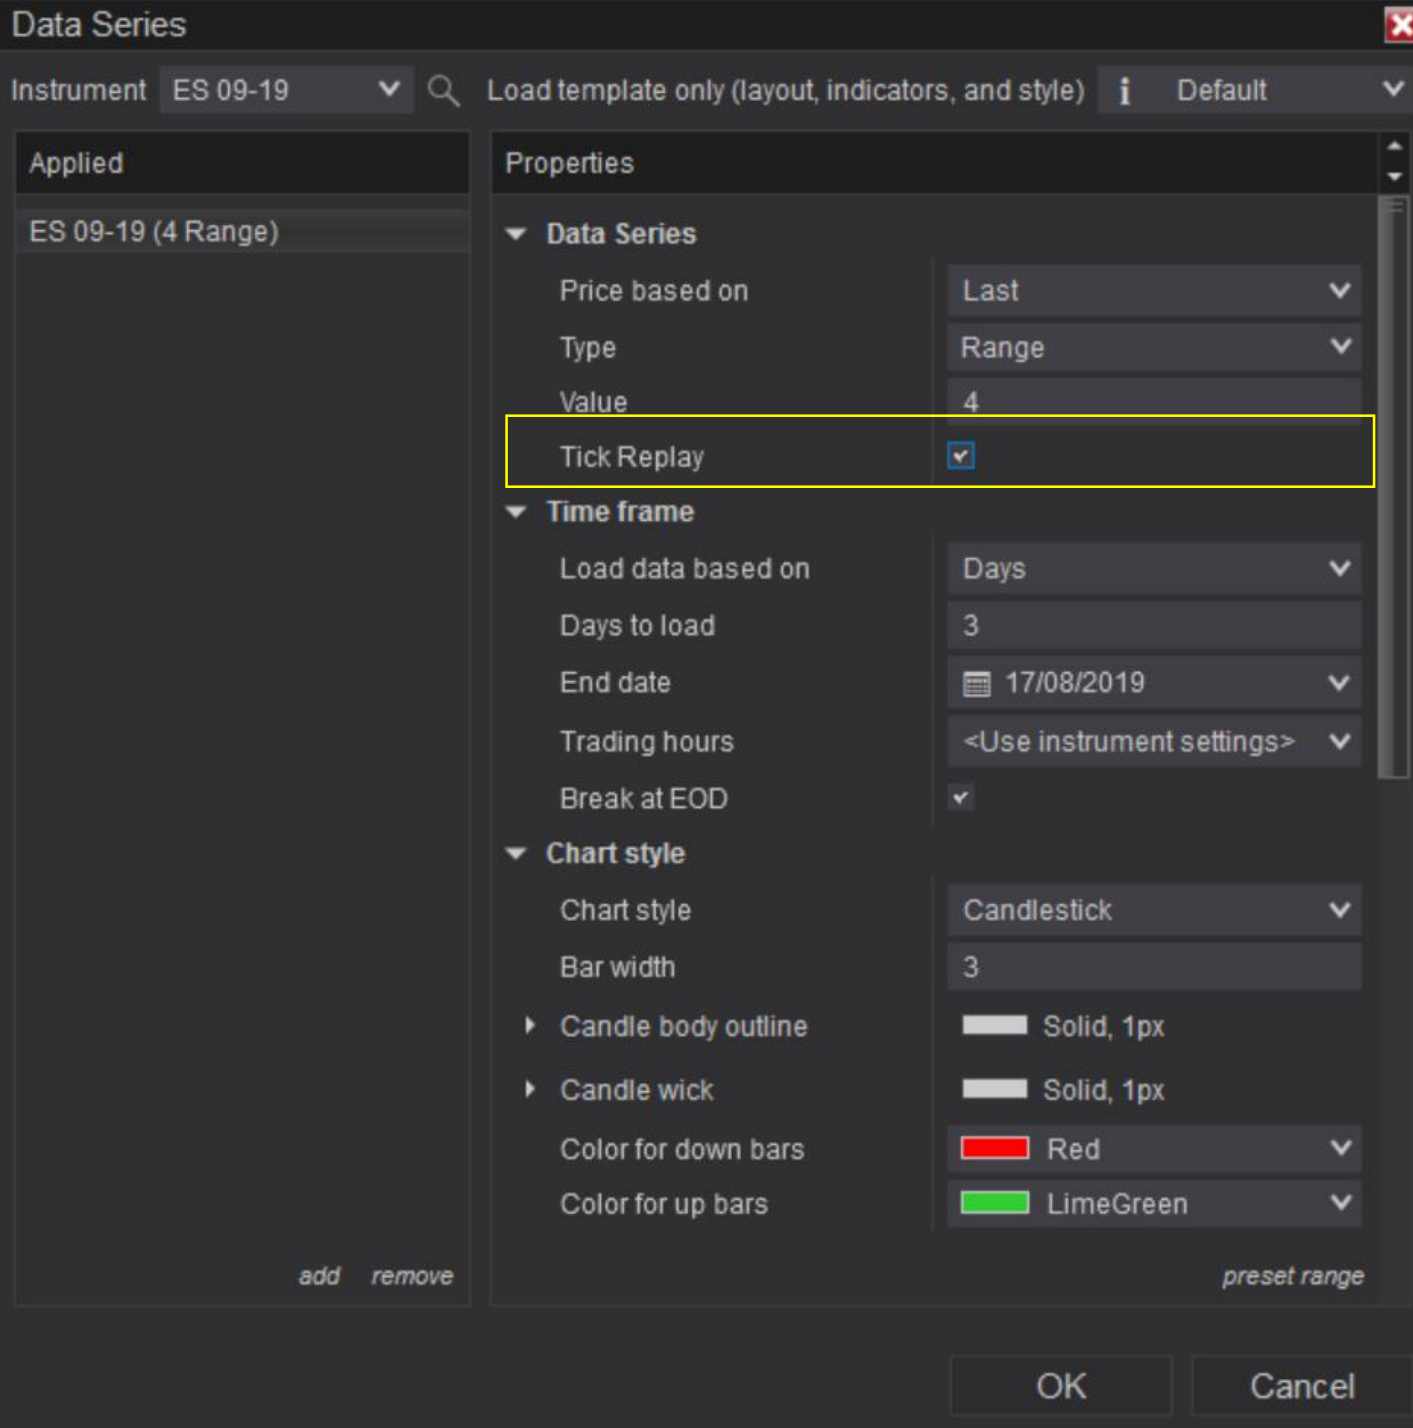 Data Series
Instrument ES 09-19 Load template only (layout, indicators, and style) i Default
Applied
ES 09-19 (4 Range)
add remove
Properties
Data Series
Price based on Last
Type Range
Value 4
Tick Replay
Time frame
Load data based on Days
Days to load 3
End date 17/08/2019
Trading hours <Use instrument settings>
Break at EOD
Chart style
Chart style Candlestick
Bar width 3
Candle body outline Solid, 1px
Candle wick Solid, 1px
Color for down bars Red
Color for up bars LimeGreen
preset range
OK Cancel